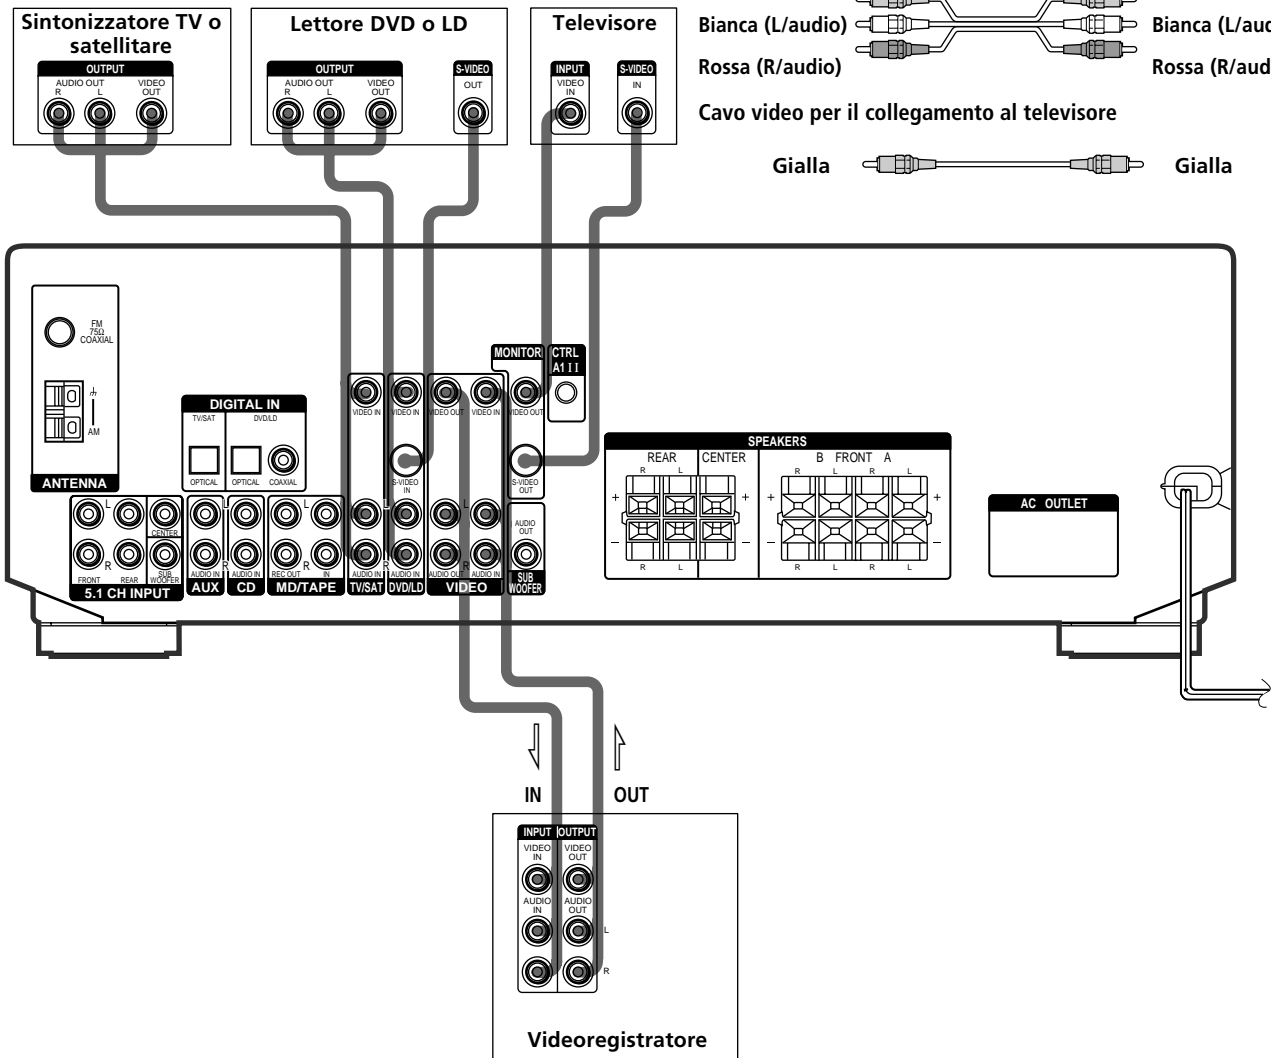 Sintonizzatore TV o
satellitare
OUTPUT
AUDIO OUT
R L
VIDEO
OUT
Lettore DVD o LD
OUTPUT
AUDIO OUT
R L
VIDEO
OUT
S-VIDEO
OUT
Televisore
INPUT
VIDEO
IN
S-VIDEO
IN
Bianca (L/audio)
Bianca (L/aud
Rossa (R/audio)
Rossa (R/aud
Cavo video per il collegamento al televisore
Gialla
Gialla
FM
75Ω
COAXIAL
AM
ANTENNA
DIGITAL IN
TV/SAT
DVD/LD
OPTICAL
OPTICAL
COAXIAL
MONITOR
CTRL
A1 II
VIDEO IN
VIDEO IN
VIDEO OUT
VIDEO IN
VIDEO OUT
S-VIDEO
IN
S-VIDEO
OUT
L
CENTER
L
L
L
L
AUDIO
OUT
R
R
R
R
R
FRONT
REAR
SUB
WOOFER
AUDIO IN
AUDIO IN
REC OUT
IN
AUDIO IN
AUDIO IN
AUDIO OUT
AUDIO IN
5.1 CH INPUT
AUX
CD
MD/TAPE
TV/SAT
DVD/LD
VIDEO
SUB
WOOFER
SPEAKERS
REAR
CENTER
B FRONT A
R L
R L R L
+ +
+ +
– –
– –
R L
R L R L
AC OUTLET
IN
OUT
INPUT
OUTPUT
VIDEO
IN
VIDEO
OUT
AUDIO
IN
AUDIO
OUT
L
R
Videoregistratore